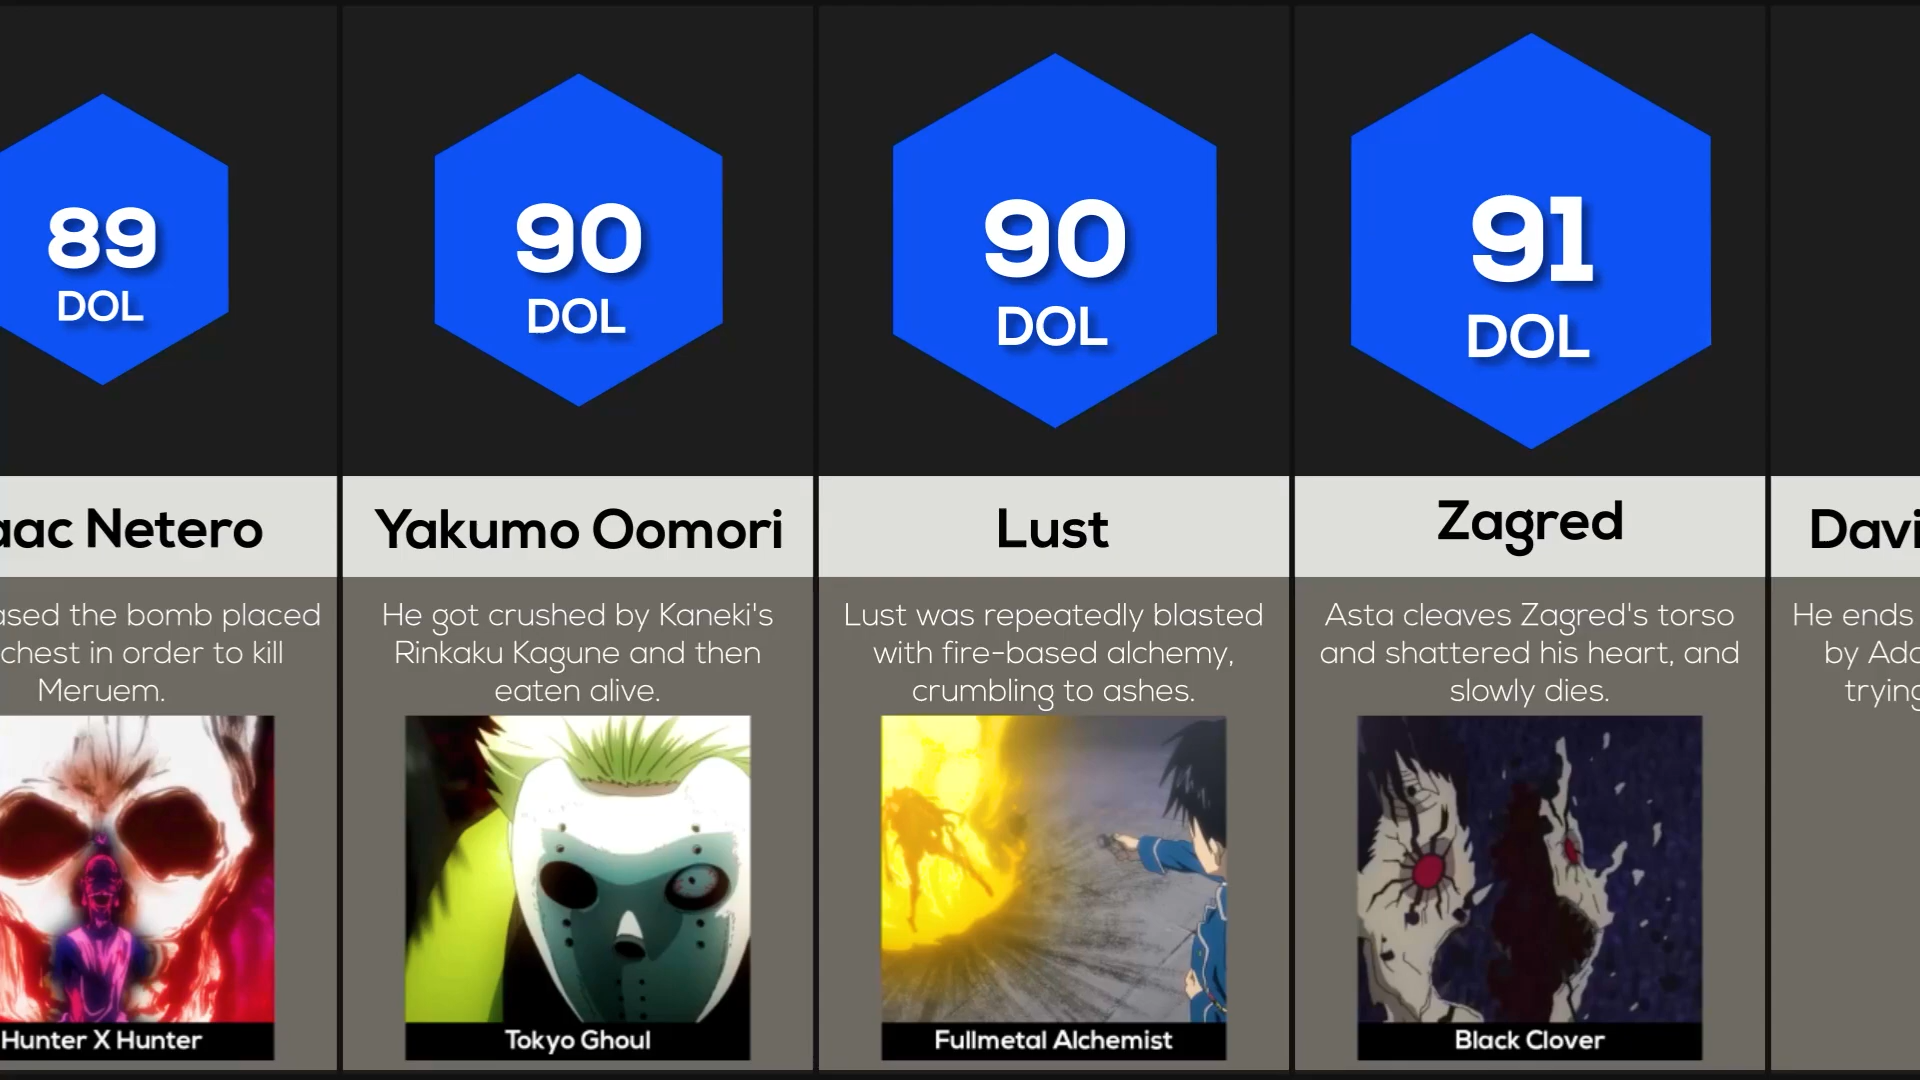 89
DOL
aac Netero
ased the bomb placed
chest in order to kill
Meruem.
Hunter X Hunter
90
DOL
Yakumo Oomori
He got crushed by Kaneki's
Rinkaku Kagune and then
eaten alive.
Tokyo Ghoul
90
DOL
Lust
Lust was repeatedly blasted
with fire-based alchemy,
crumbling to ashes.
Fullmetal Alchemist
91
DOL
Zagred
Asta cleaves Zagred's torso
and shattered his heart, and
slowly dies.
Black Clover
Davi
He ends
by Ada
trying